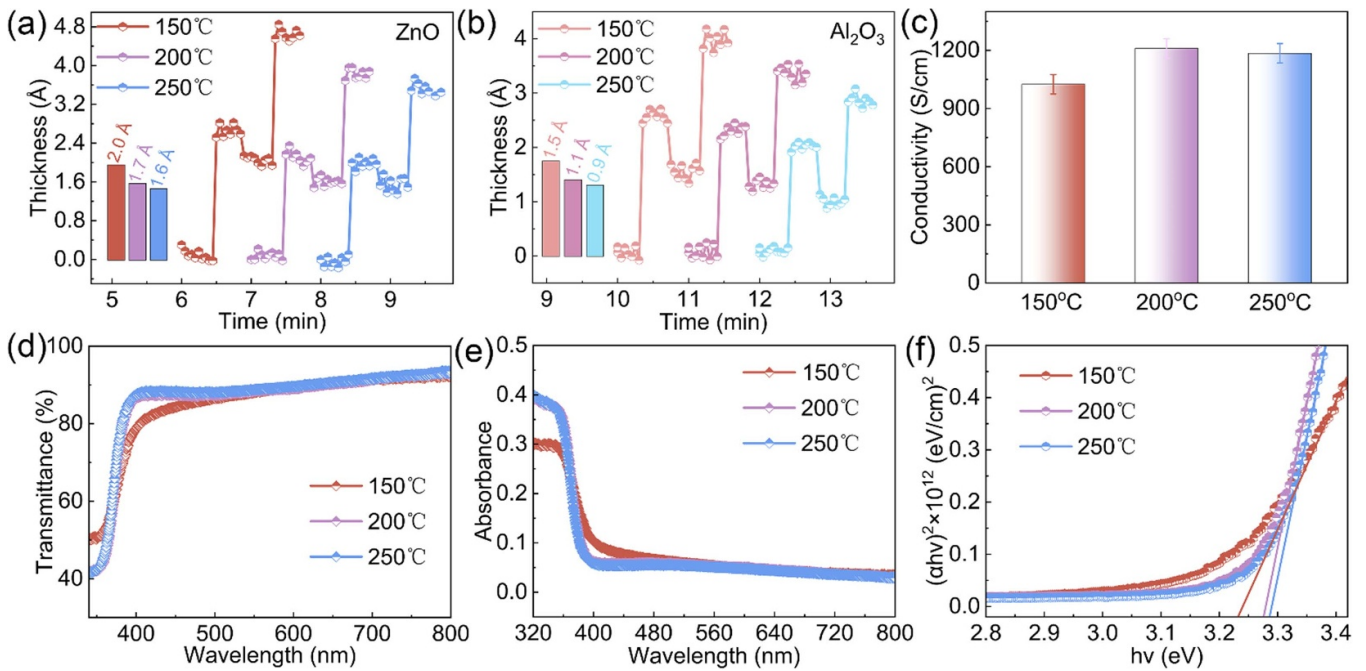 (a)
150℃
200℃
250℃
ZnO
2.0 Å
1.7 Å
1.6 Å
4.8
4.0
3.2
2.4
1.6
0.8
0.0
Thickness (Å)
5 6 7 8 9
Time (min)
(b)
150℃
200℃
250℃
Al₂O₃
1.5 Å
1.1 Å
0.9 Å
4
3
2
1
0
Thickness (Å)
9 10 11 12 13
Time (min)
(c)
1200
900
600
300
0
Conductivity (S/cm)
150°C 200°C 250°C
(d)
100
80
60
40
Transmittance (%)
150℃
200℃
250℃
400 500 600 700 800
Wavelength (nm)
(e)
0.5
0.4
0.3
0.2
0.1
0.0
Absorbance
150℃
200℃
250℃
320 400 480 560 640 720 800
Wavelength (nm)
(f)
0.5
0.4
0.3
0.2
0.1
0.0
(αhv)²×10¹² (eV/cm)²
150℃
200℃
250℃
2.8 2.9 3.0 3.1 3.2 3.3 3.4
hv (eV)